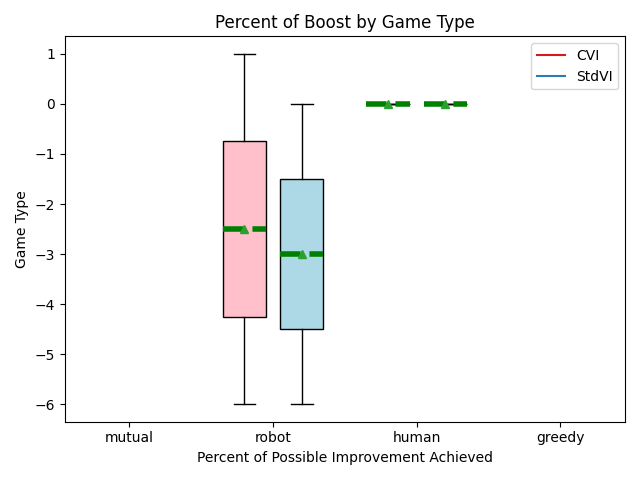 Percent of Boost by Game Type
CVI
StdVI
Game Type
1
0
−1
−2
−3
−4
−5
−6
mutual robot human greedy
Percent of Possible Improvement Achieved